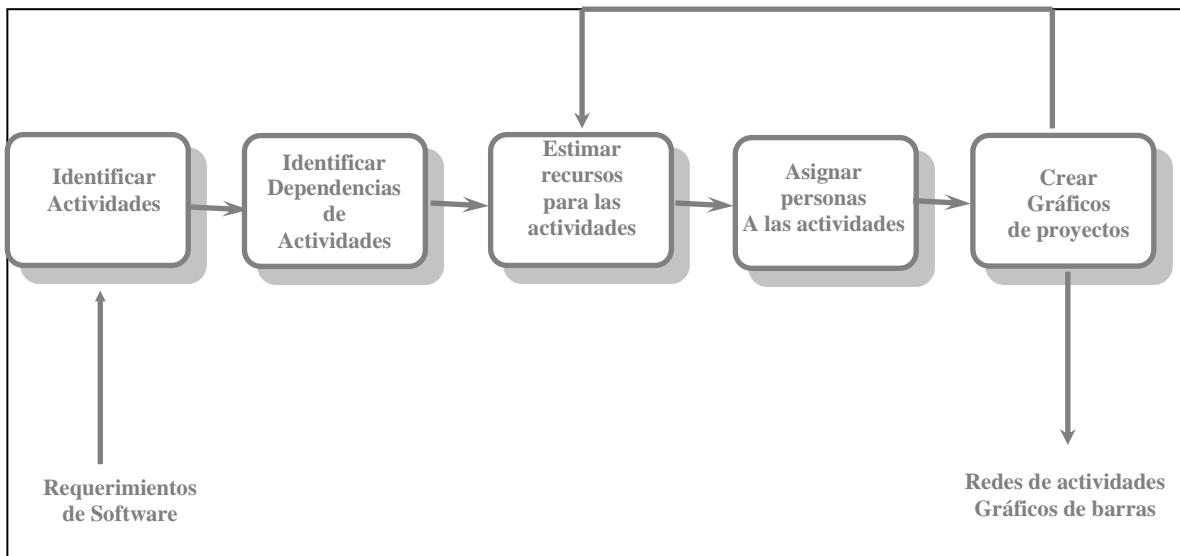 Identificar
Actividades
Identificar
Dependencias
de
Actividades
Estimar
recursos
para las
actividades
Asignar
personas
A las actividades
Crear
Gráficos
de proyectos
Requerimientos
de Software
Redes de actividades
Gráficos de barras